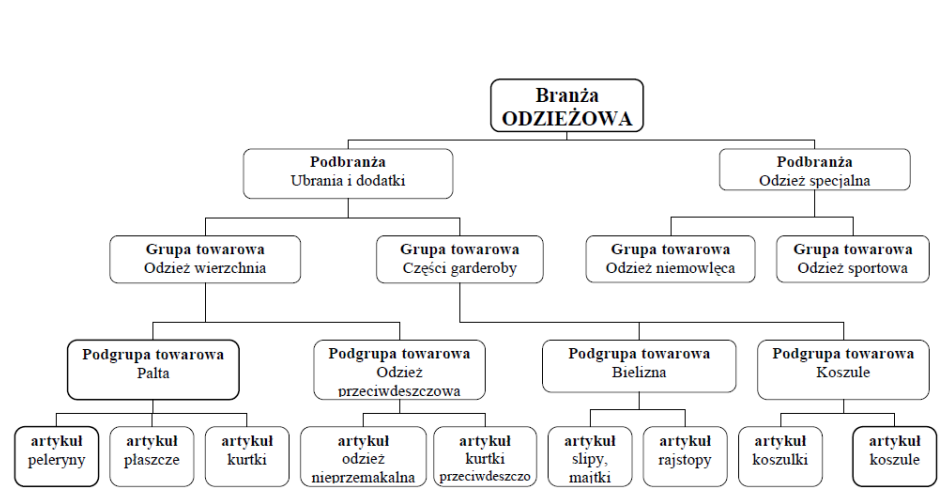 Branża
ODZIEŻOWA
Podbranża
Ubrania i dodatki
Podbranża
Odzież specjalna
Grupa towarowa
Odzież wierzchnia
Grupa towarowa
Części garderoby
Grupa towarowa
Odzież niemowlęca
Grupa towarowa
Odzież sportowa
Podgrupa towarowa
Palta
Podgrupa towarowa
Odzież
przeciwdeszczowa
Podgrupa towarowa
Bielizna
Podgrupa towarowa
Koszule
artykuł
peleryny
artykuł
płaszcze
artykuł
kurtki
artykuł
odzież
nieprzemakalna
artykuł
kurtki
przeciwdeszczo
artykuł
slipy,
majtki
artykuł
rajstopy
artykuł
koszulki
artykuł
koszule